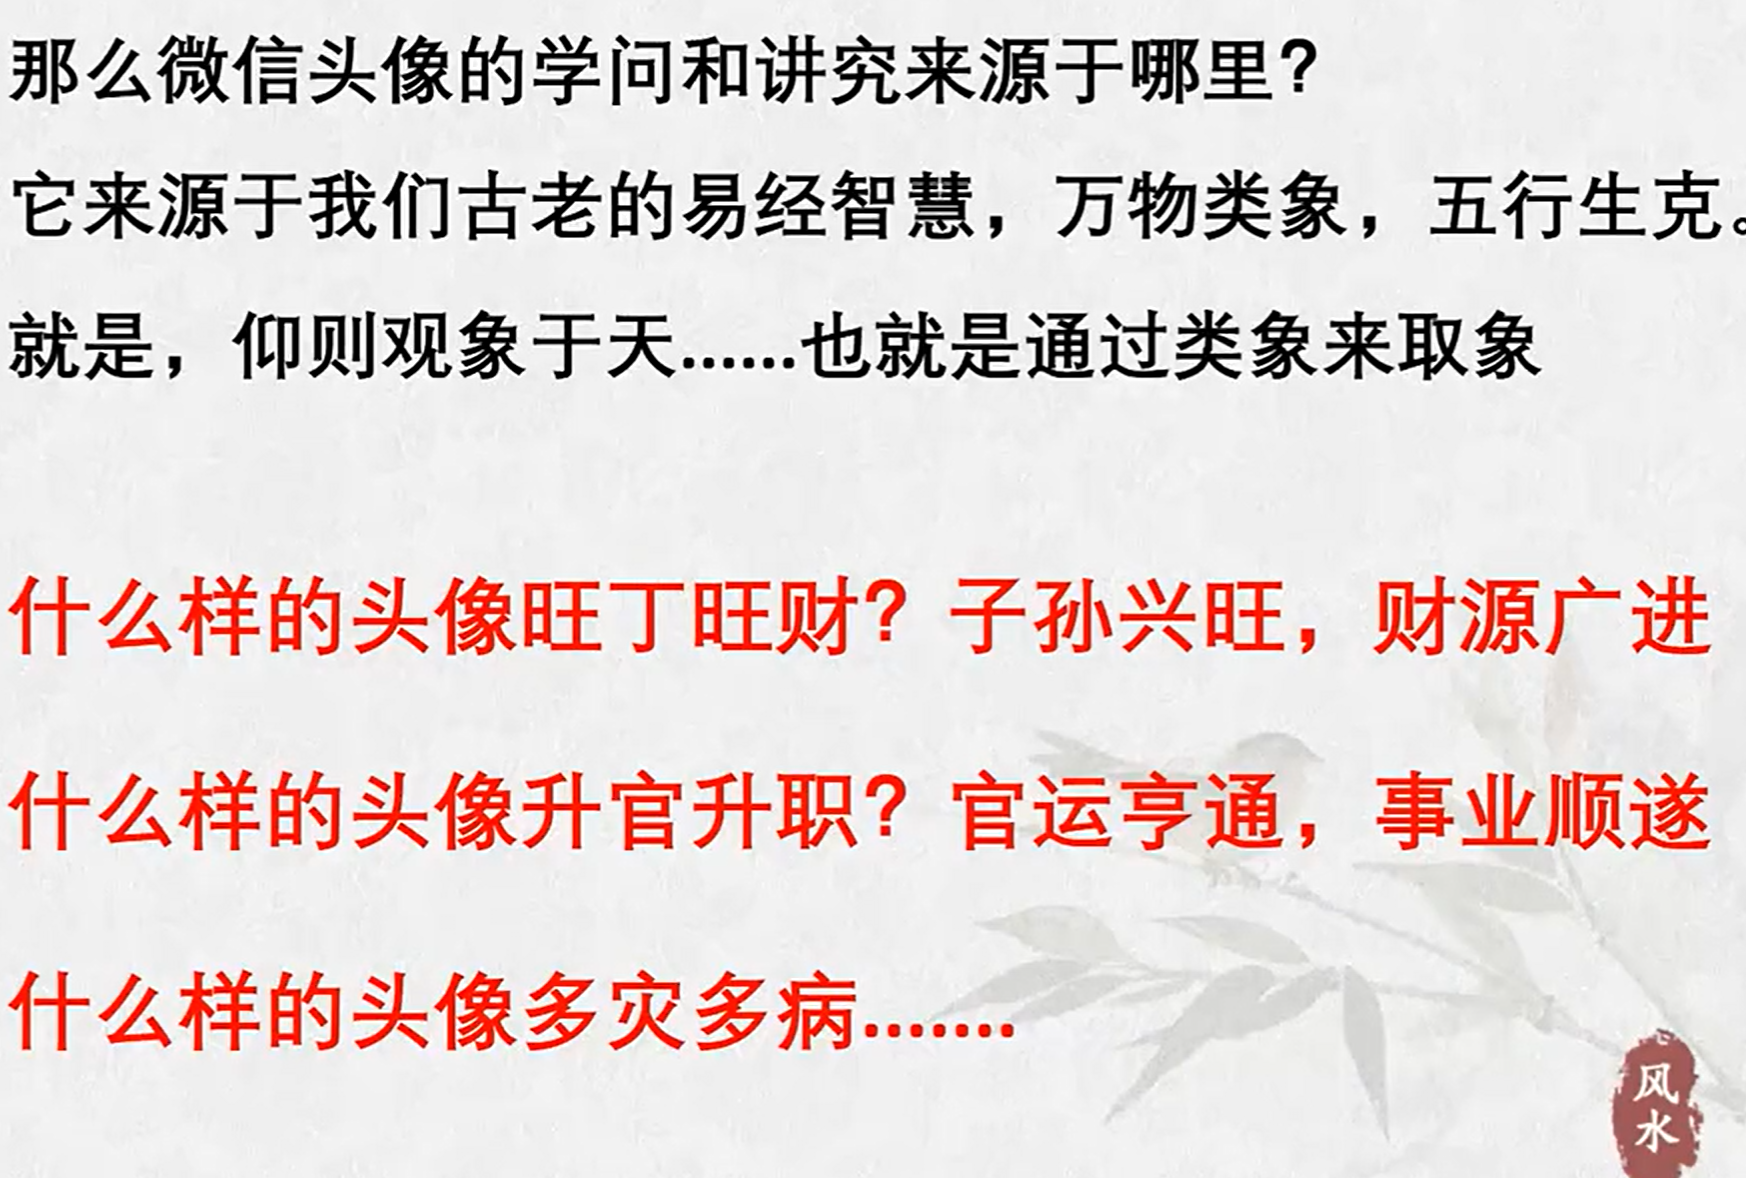 那么微信头像的学问和讲究来源于哪里？
它来源于我们古老的易经智慧，万物类象，五行生克。
就是，仰则观象于天......也就是通过类象来取象
什么样的头像旺丁旺财？子孙兴旺，财源广进
什么样的头像升官升职？官运亨通，事业顺遂
什么样的头像多灾多病.......
风水